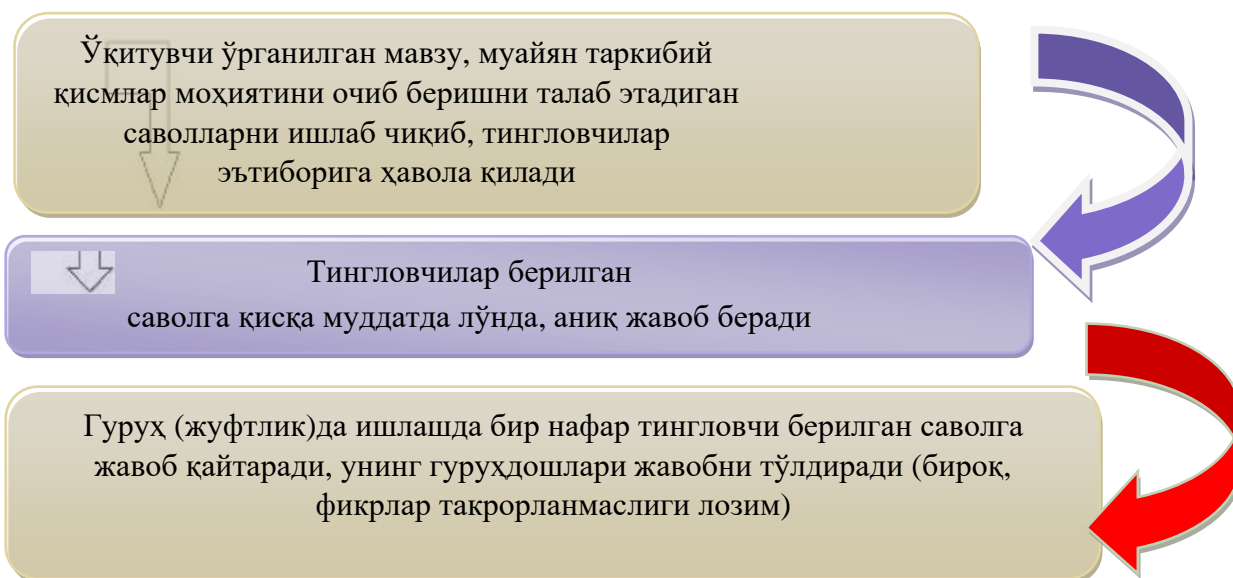 Ўқитувчи ўрганилган мавзу, муайян таркибий
қисмлар моҳиятини очиб беришни талаб этадиган
саволларни ишлаб чиқиб, тингловчилар
эътиборига ҳавола қилади
Тингловчилар берилган
саволга қисқа муддатда лўнда, аниқ жавоб беради
Гуруҳ (жуфтлик)да ишлашда бир нафар тингловчи берилган саволга
жавоб қайтаради, унинг гуруҳдошлари жавобни тўлдиради (бироқ,
фикрлар такрорланмаслиги лозим)